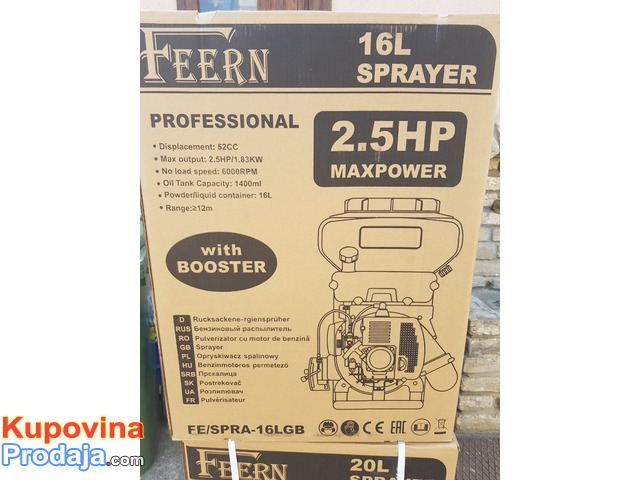 FEERN
16L
SPRAYER
PROFESSIONAL
• Displacement: 52CC
• Max output: 2.5HP/1.83KW
• No load speed: 6000RPM
• Oil Tank Capacity: 1400ml
• Powder/liquid container: 16L
• Range:≥12m
2.5HP
MAXPOWER
with
BOOSTER
D Rucksackene-rgiensprüher
RUS Бензиновый распылитель
RO Pulverizator cu motor de benzină
GB Sprayer
PL Opryskiwacz spalinowy
HU Benzinmotoros permetező
SRB Прскалица
SK Postrekovač
UA Розпилювач
FR Pulvérisateur
FE/SPRA-16LGB
CE EAC
Kupovina
Prodaja.com
FEERN
20L
SPRAYER